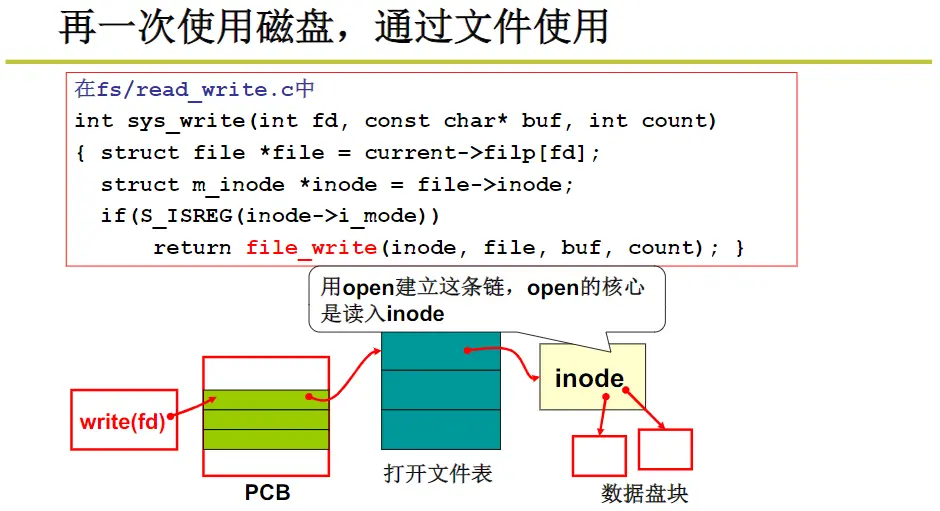 再一次使用磁盘，通过文件使用
在fs/read_write.c中
int sys_write(int fd, const char* buf, int count)
{ struct file *file = current->filp[fd];
struct m_inode *inode = file->inode;
if(S_ISREG(inode->i_mode))
return file_write(inode, file, buf, count); }
用open建立这条链，open的核心
是读入inode
write(fd)
inode
PCB
打开文件表
数据盘块